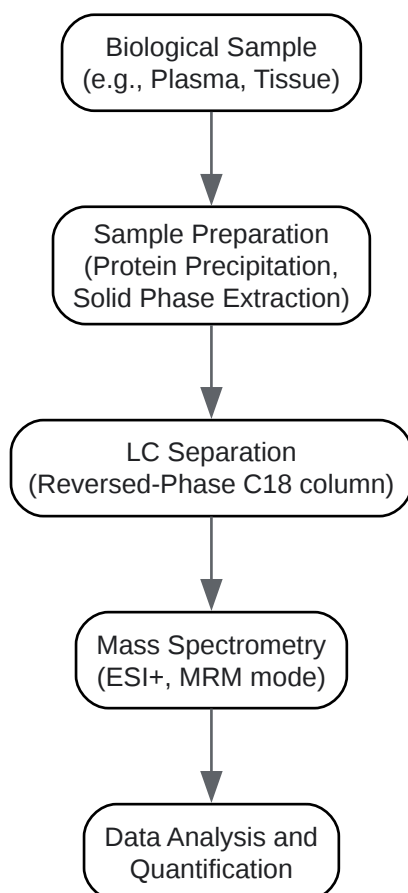 Biological Sample
(e.g., Plasma, Tissue)
Sample Preparation
(Protein Precipitation,
Solid Phase Extraction)
LC Separation
(Reversed-Phase C18 column)
Mass Spectrometry
(ESI+, MRM mode)
Data Analysis and
Quantification